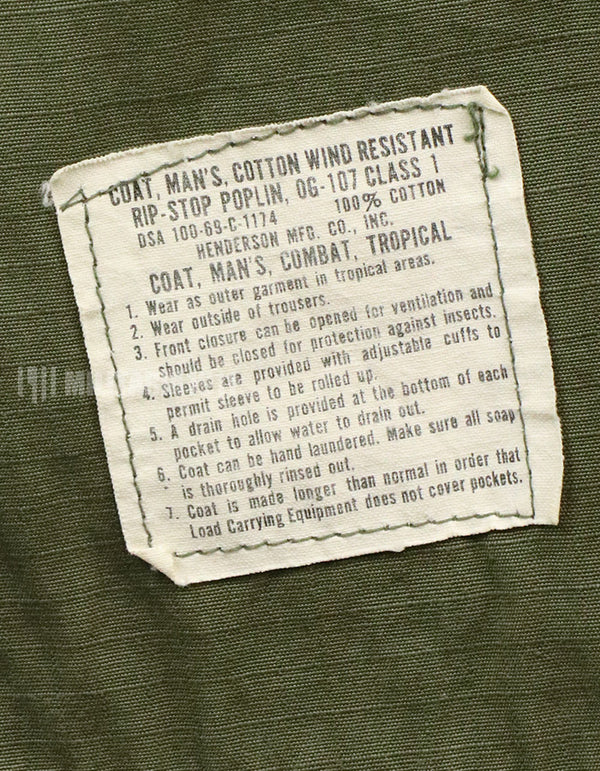 COAT, MAN'S, COTTON WIND RESISTANT
RIP-STOP POPLIN, OG-107 CLASS 1
DSA 100-69-C-1174 100% COTTON
HENDERSON MFG. CO., INC.
COAT, MAN'S, COMBAT, TROPICAL
1. Wear as outer garment in tropical areas.
2. Wear outside of trousers.
3. Front closure can be opened for ventilation and
should be closed for protection against insects.
4. Sleeves are provided with adjustable cuffs to
permit sleeve to be rolled up.
5. A drain hole is provided at the bottom of each
pocket to allow water to drain out.
6. Coat can be hand laundered. Make sure all soap
is thoroughly rinsed out.
7. Coat is made longer than normal in order that
Load Carrying Equipment does not cover pockets.